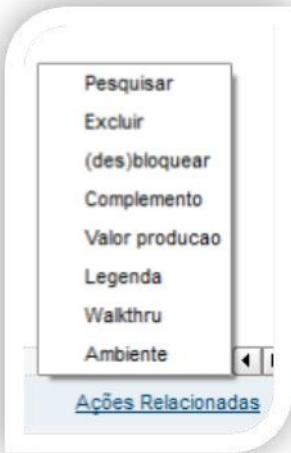 Pesquisar
Excluir
(des)bloquear
Complemento
Valor producao
Legenda
Walkthru
Ambiente
Ações Relacionadas